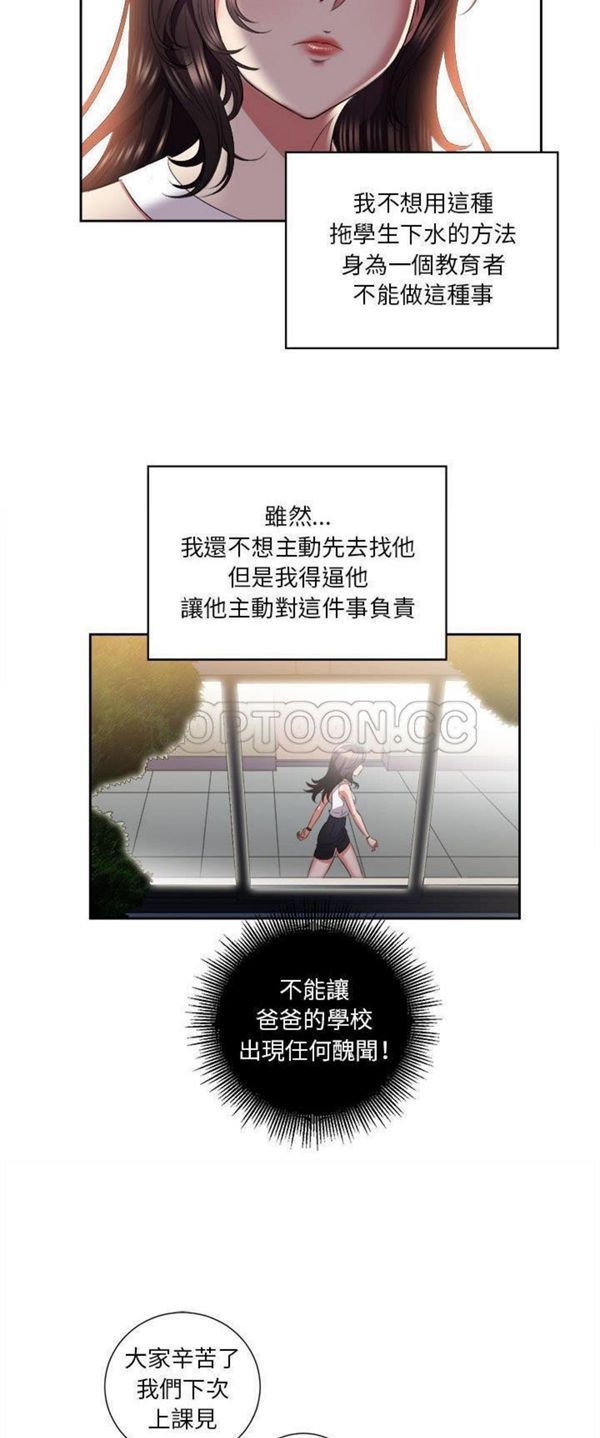 我不想用這種
拖學生下水的方法
身為一個教育者
不能做這種事
雖然...
我還不想主動先去找他
但是我得逼他
讓他主動對這件事負責
TOPTOON.CC
不能讓
爸爸的學校
出現任何醜聞！
大家辛苦了
我們下次
上課見